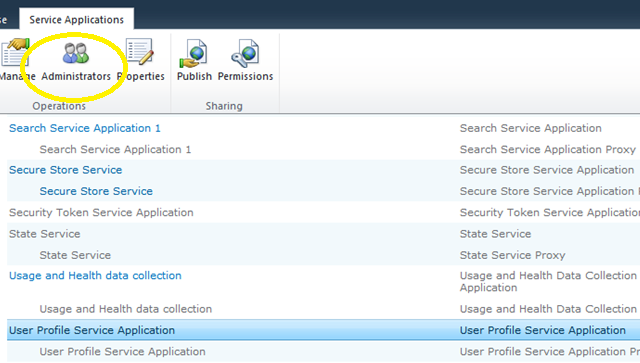 se Service Applications
Manage Administrators Properties Publish Permissions
Operations Sharing
Search Service Application 1 Search Service Application
Search Service Application 1 Search Service Application Proxy
Secure Store Service Secure Store Service Application
Secure Store Service Secure Store Service Application
Security Token Service Application Security Token Service Application
State Service State Service
State Service State Service Proxy
Usage and Health data collection Usage and Health Data Collection
Application
Usage and Health data collection Usage and Health Data Collection
User Profile Service Application User Profile Service Application
User Profile Service Application User Profile Service Application Pr